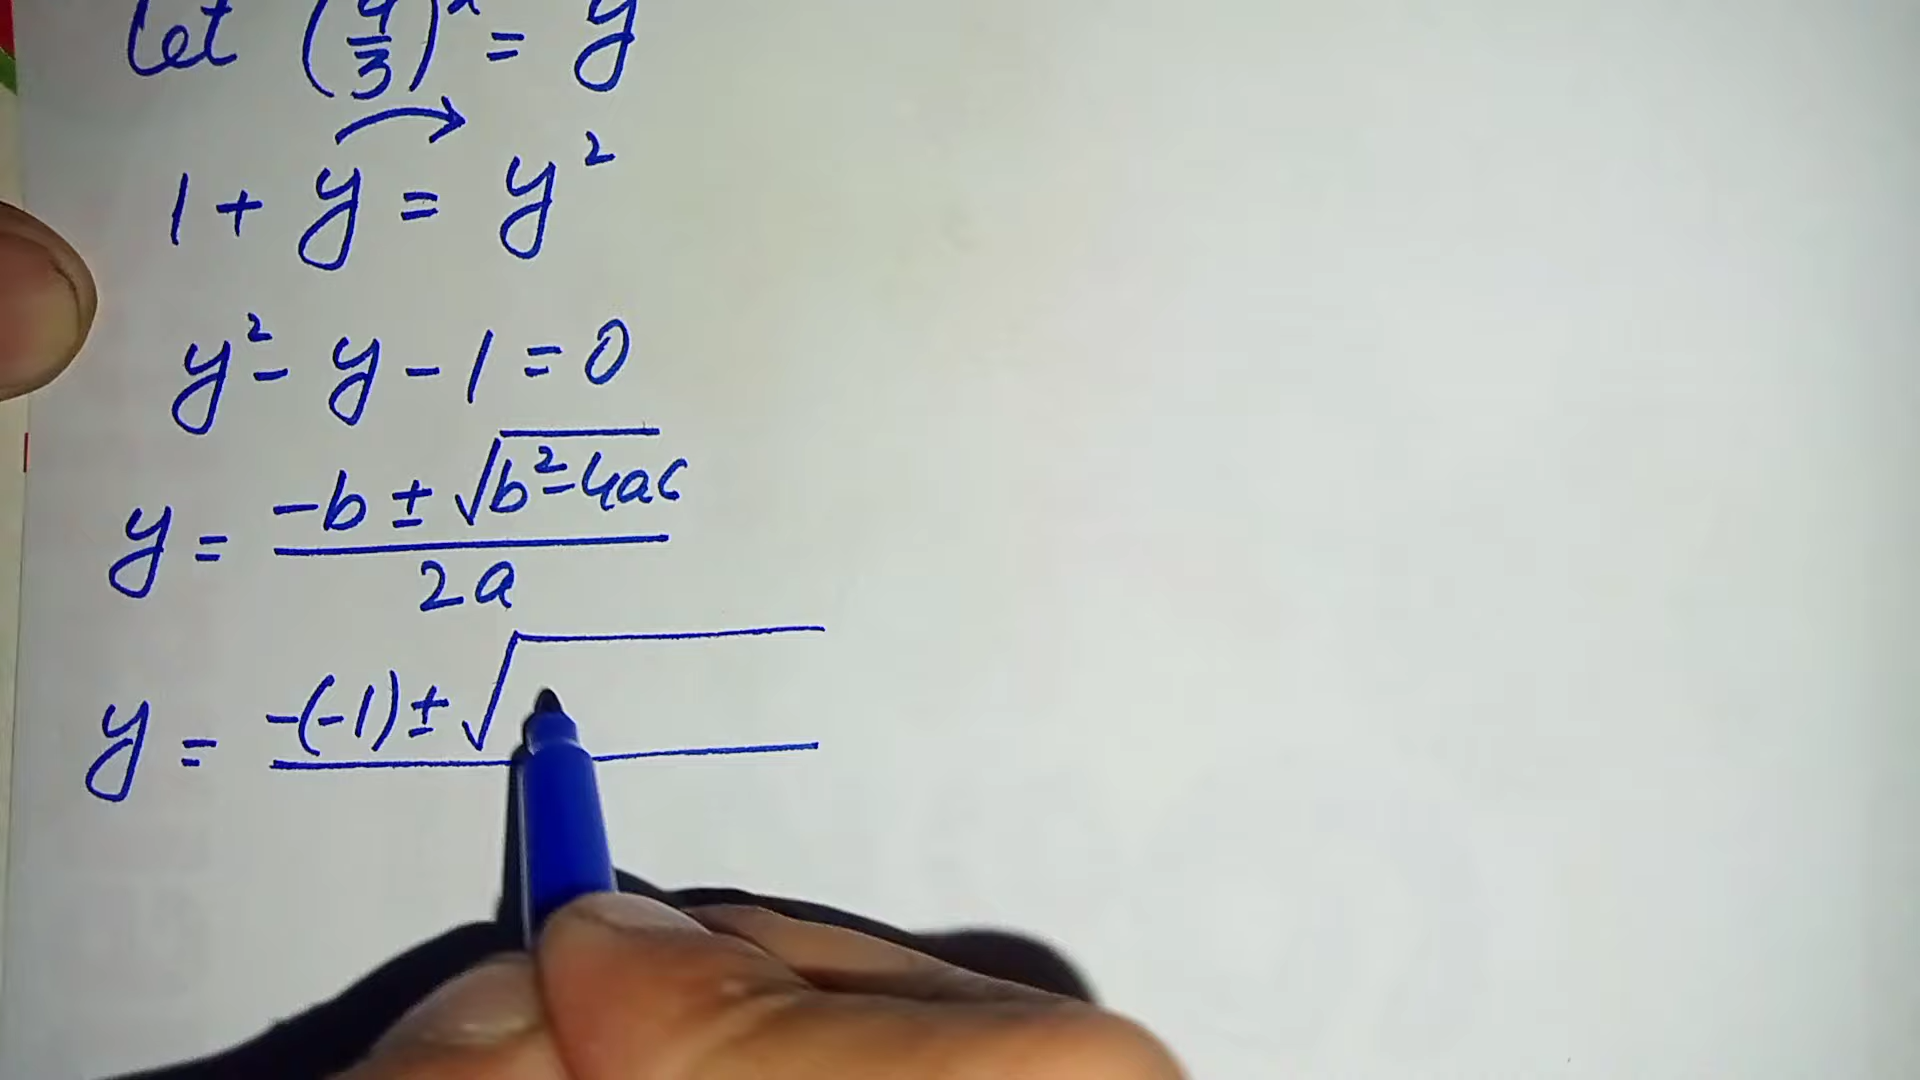 let (4/3)^x = y
1 + y = y²
y² - y - 1 = 0
y = (-b ± √(b²-4ac))/(2a)
y = -(-1) ± √